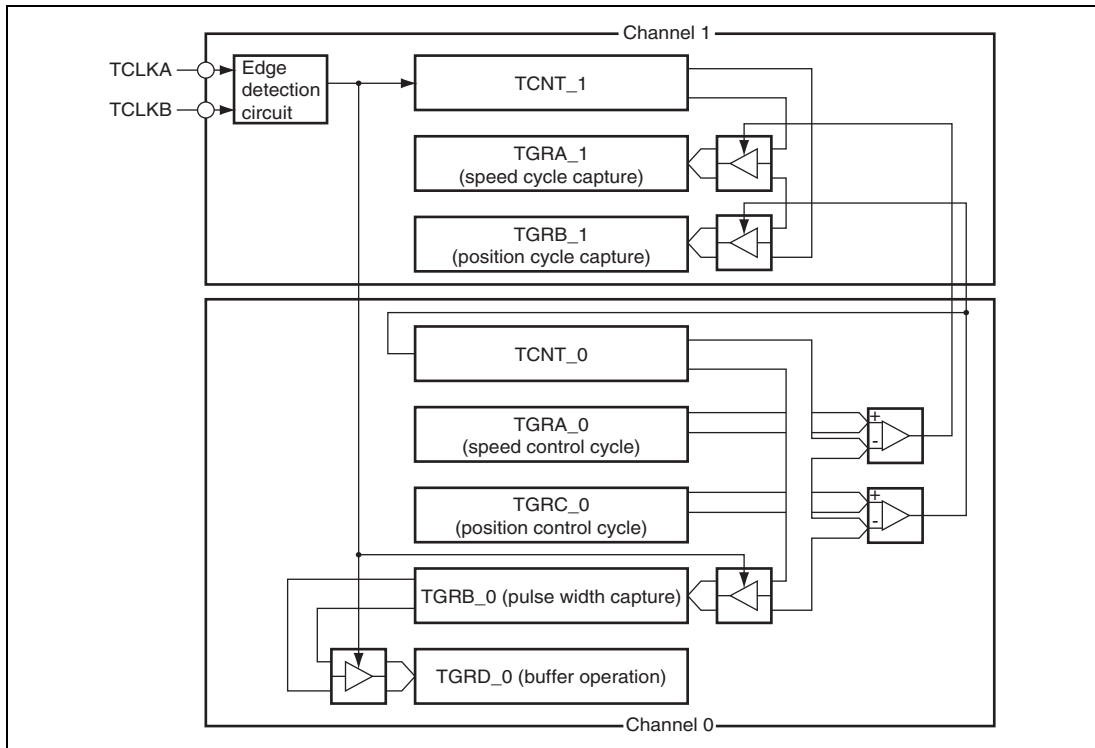 Channel 1
TCLKA
TCLKB
Edge
detection
circuit
TCNT_1
TGRA_1
(speed cycle capture)
TGRB_1
(position cycle capture)
TCNT_0
TGRA_0
(speed control cycle)
+
-
TGRC_0
(position control cycle)
+
-
TGRB_0 (pulse width capture)
TGRD_0 (buffer operation)
Channel 0